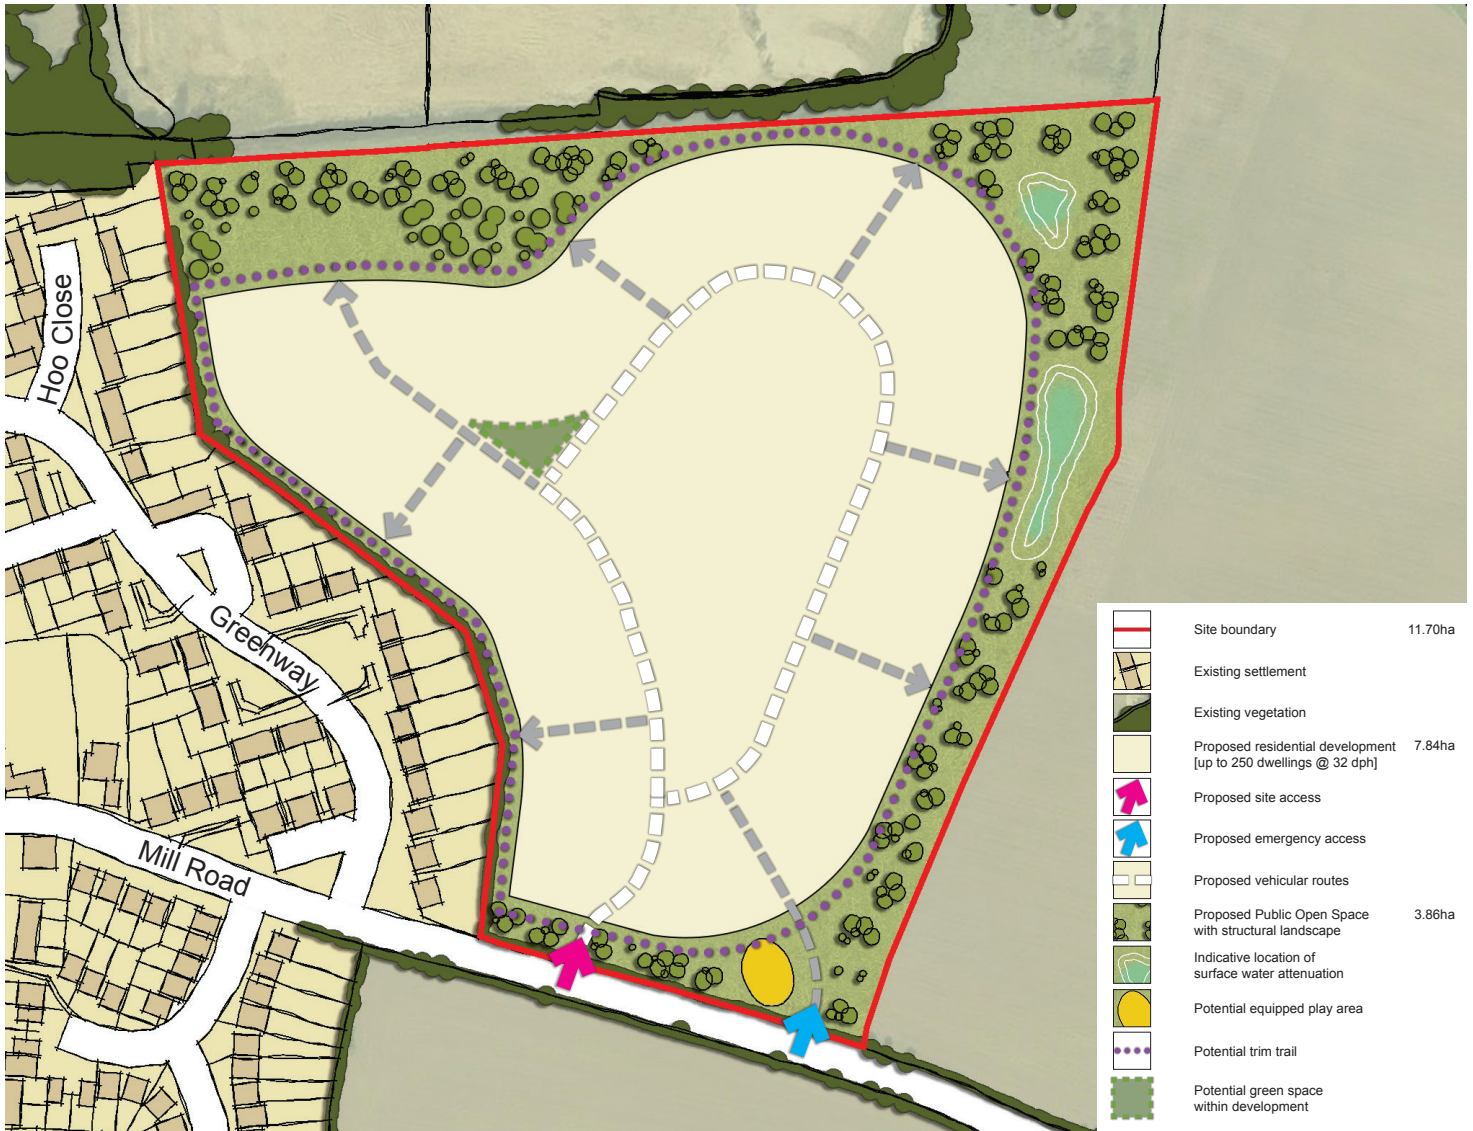 Hoo Close
Greenway
Mill Road
Site boundary 11.70ha
Existing settlement
Existing vegetation
Proposed residential development 7.84ha
[up to 250 dwellings @ 32 dph]
Proposed site access
Proposed emergency access
Proposed vehicular routes
Proposed Public Open Space 3.86ha
with structural landscape
Indicative location of
surface water attenuation
Potential equipped play area
Potential trim trail
Potential green space
within development